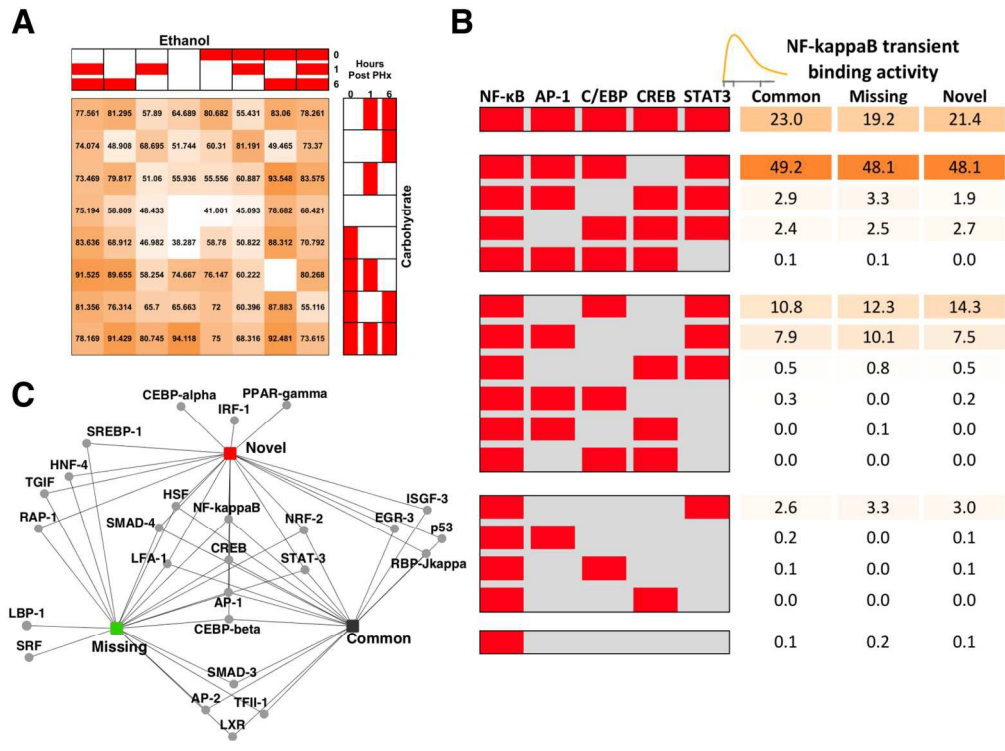 A
Ethanol
0
1
6
Hours
Post PHx
0 1 6
77.561 81.295 57.89 64.689 80.682 55.431 83.06 78.261
74.074 48.908 68.695 51.744 60.31 81.191 49.465 73.37
73.469 79.817 51.06 55.936 55.556 60.887 93.548 83.575
75.194 58.809 48.433 41.001 45.093 78.682 66.421
83.636 68.912 46.982 38.287 58.78 50.822 88.312 70.792
91.525 89.655 58.254 74.667 76.147 60.222 80.268
81.356 76.314 65.7 65.663 72 60.396 87.883 55.116
78.169 91.429 80.745 94.118 75 68.316 92.481 73.615
Carbohydrate
B
NF-kappaB transient
binding activity
NF-κB AP-1 C/EBP CREB STAT3 Common Missing Novel
23.0 19.2 21.4
49.2 48.1 48.1
2.9 3.3 1.9
2.4 2.5 2.7
0.1 0.1 0.0
10.8 12.3 14.3
7.9 10.1 7.5
0.5 0.8 0.5
0.3 0.0 0.2
0.0 0.1 0.0
0.0 0.0 0.0
2.6 3.3 3.0
0.2 0.0 0.1
0.1 0.0 0.1
0.0 0.0 0.0
0.1 0.2 0.1
C
CEBP-alpha
PPAR-gamma
IRF-1
SREBP-1
Novel
HNF-4
TGIF
HSF
ISGF-3
RAP-1
SMAD-4
NF-kappaB
NRF-2
EGR-3
p53
LFA-1
CREB
STAT-3
RBP-Jkappa
AP-1
LBP-1
CEBP-beta
SRF
Missing
Common
SMAD-3
AP-2
TFII-1
LXR